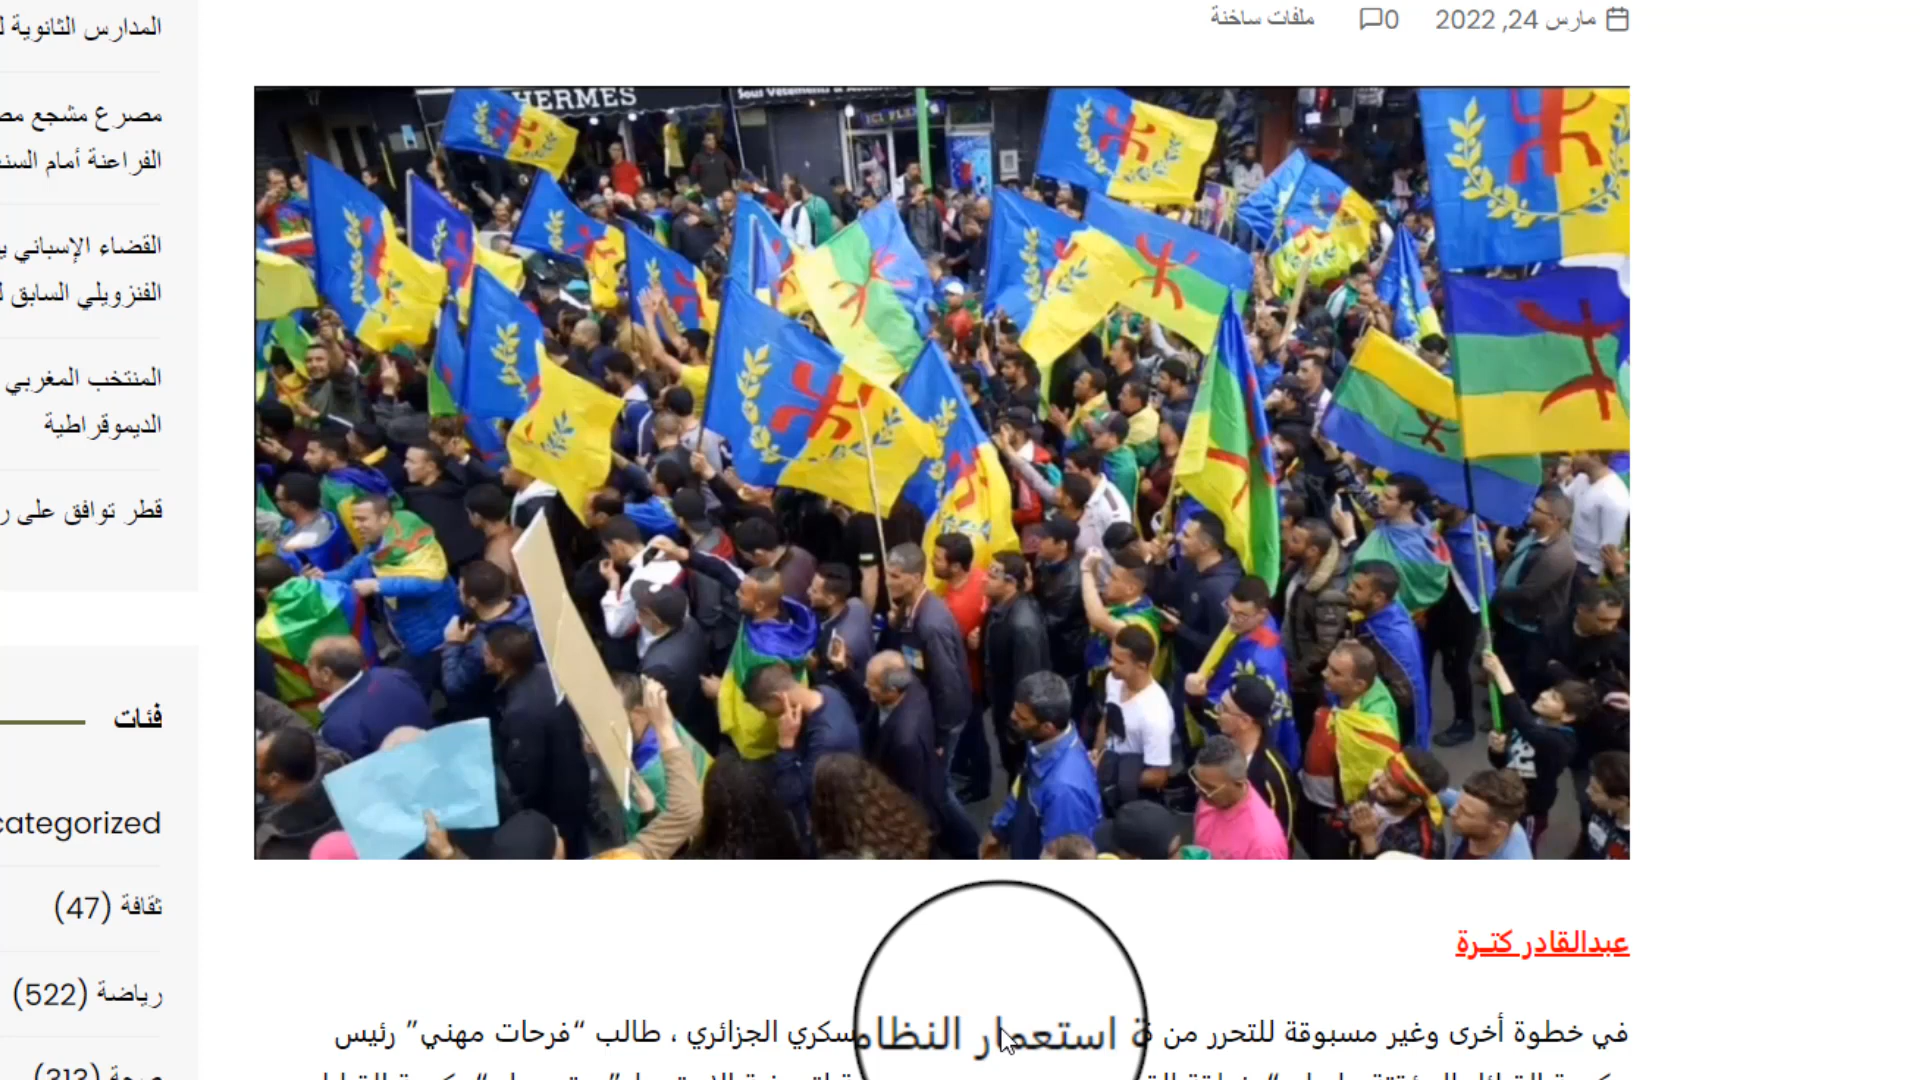 مارس 24, 2022
0
ملفات ساخنة
HERMES
Sous vêtements &
عبدالقادر كتـرة
في خطوة أخرى وغير مسبوقة للتحرر من استعمار النظام سكري الجزائري ، طالب “فرحات مهني” رئيس
المدارس الثانوية
مصرع مشجع
الفراعنة أمام
القضاء الإسباني
الفنزويلي السابق
المنتخب المغربي
الديموقراطية
قطر توافق على
فئات
categorized
ثقافة (47)
رياضة (522)